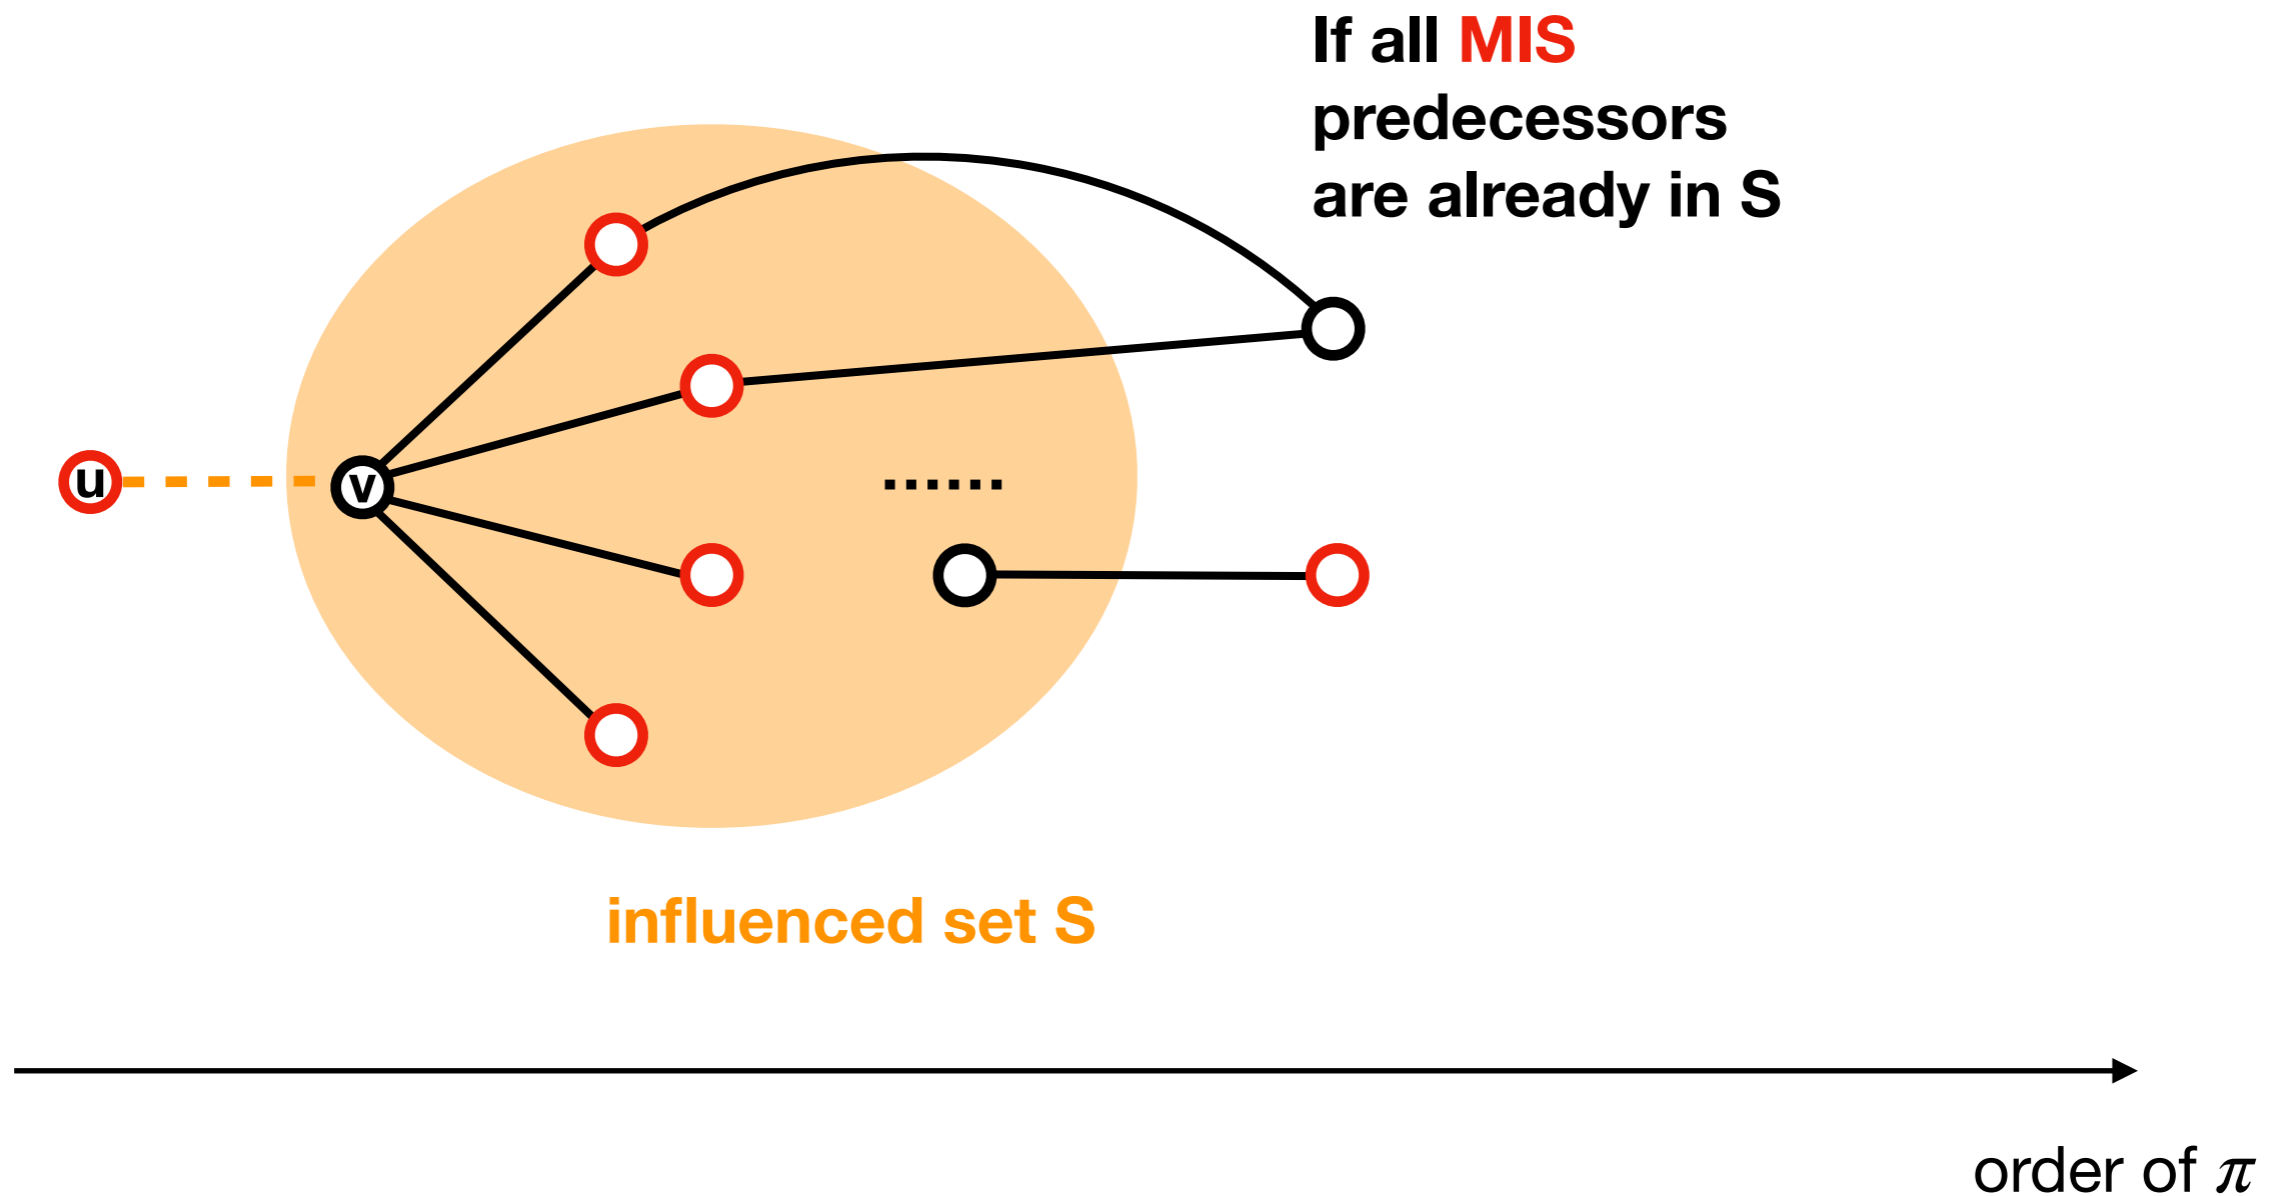 If all MIS
predecessors
are already in S
u
v
......
influenced set S
order of π